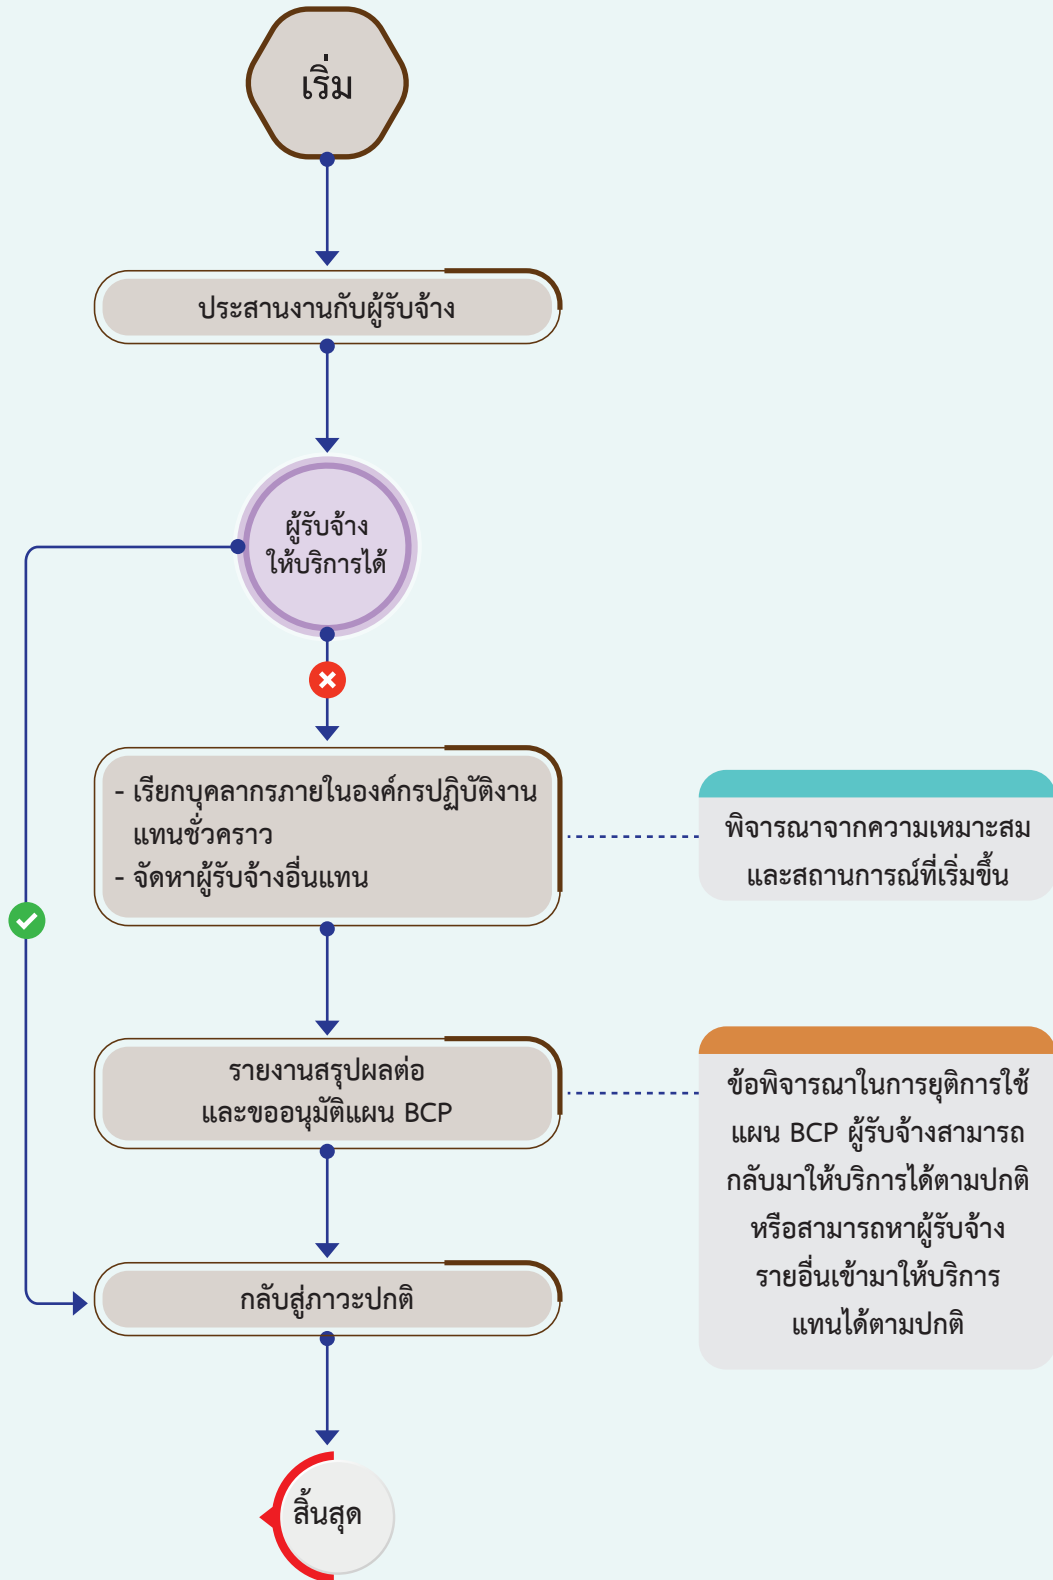 เริ่ม
ประสานงานกับผู้รับจ้าง
ผู้รับจ้าง
ให้บริการได้
- เรียกบุคลากรภายในองค์กรปฏิบัติงาน
แทนชั่วคราว
- จัดหาผู้รับจ้างอื่นแทน
พิจารณาจากความเหมาะสม
และสถานการณ์ที่เริ่มขึ้น
รายงานสรุปผลต่อ
และขออนุมัติแผน BCP
ข้อพิจารณาในการยุติการใช้
แผน BCP ผู้รับจ้างสามารถ
กลับมาให้บริการได้ตามปกติ
หรือสามารถหาผู้รับจ้าง
รายอื่นเข้ามาให้บริการ
แทนได้ตามปกติ
กลับสู่ภาวะปกติ
สิ้นสุด